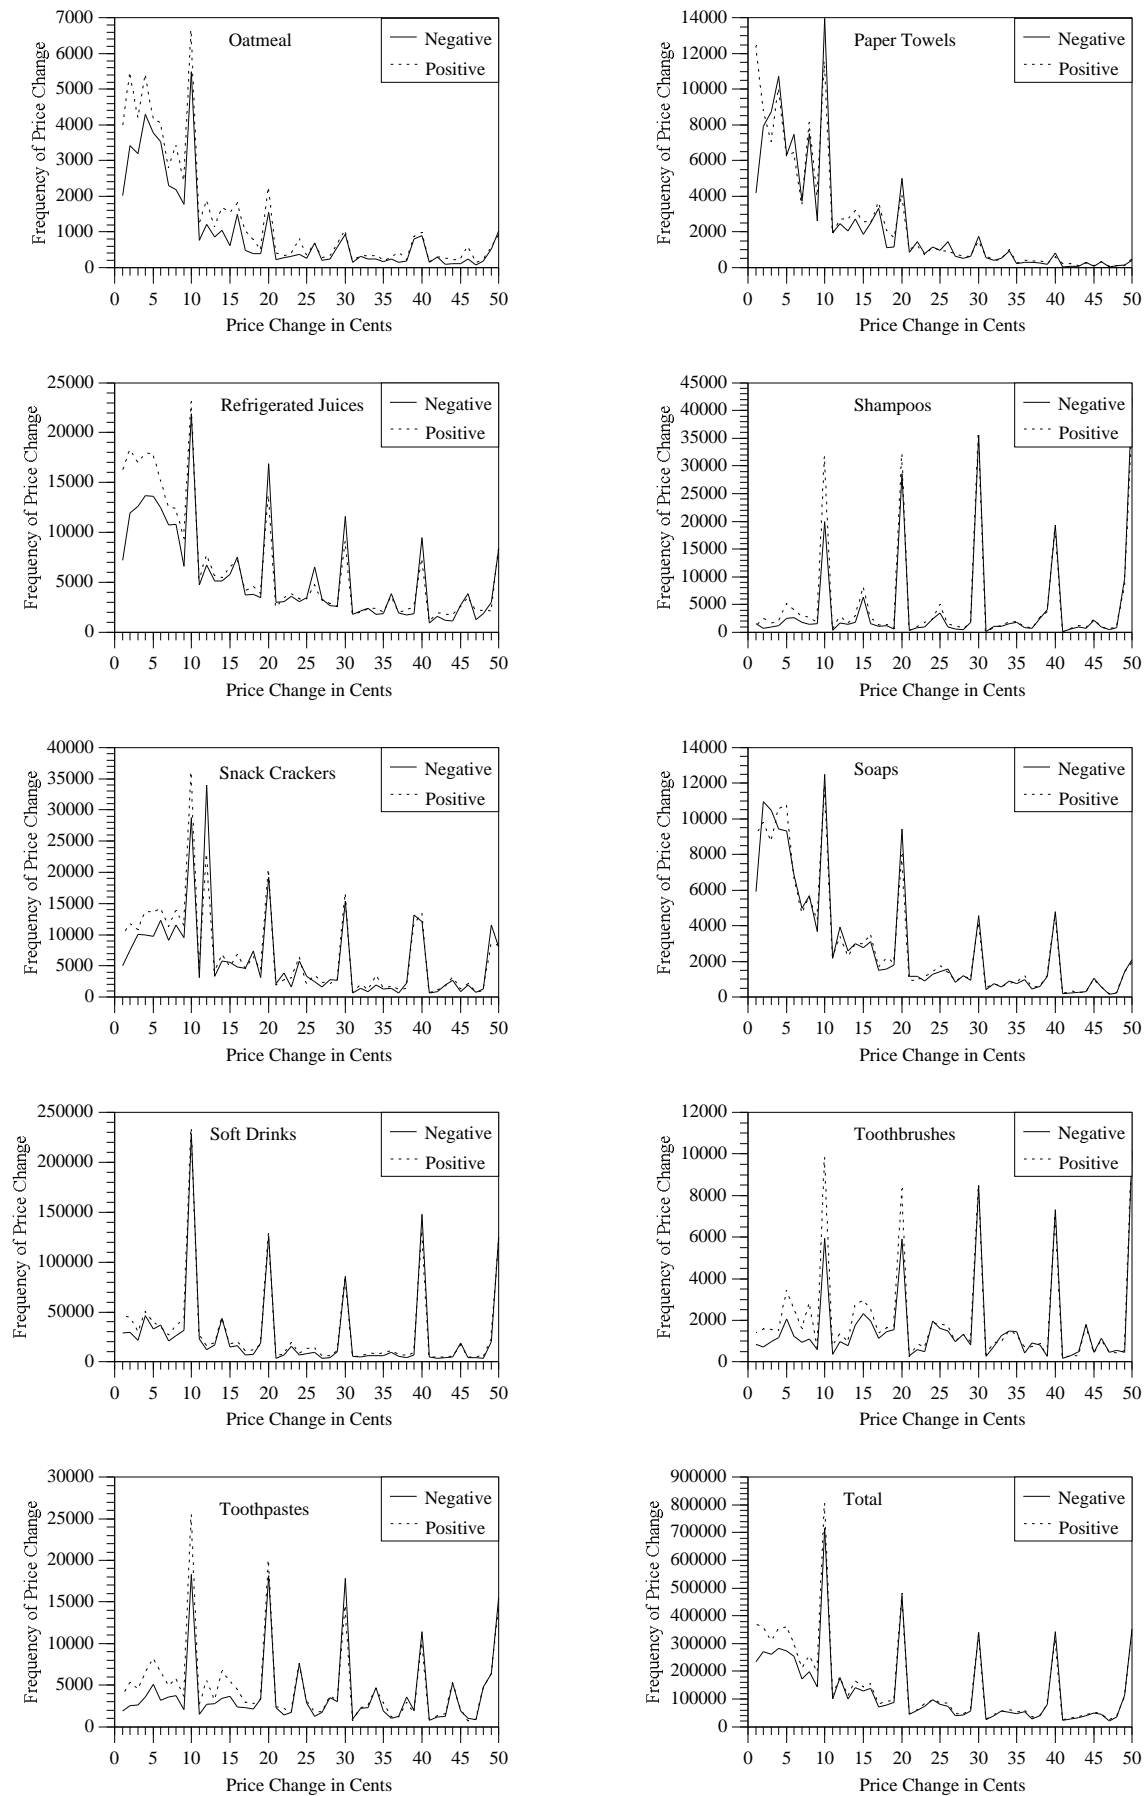 Oatmeal
Negative
Positive
Frequency of Price Change
7000
6000
5000
4000
3000
2000
1000
0
0 5 10 15 20 25 30 35 40 45 50
Price Change in Cents
Paper Towels
Negative
Positive
Frequency of Price Change
14000
12000
10000
8000
6000
4000
2000
0
0 5 10 15 20 25 30 35 40 45 50
Price Change in Cents
Refrigerated Juices
Negative
Positive
Frequency of Price Change
25000
20000
15000
10000
5000
0
0 5 10 15 20 25 30 35 40 45 50
Price Change in Cents
Shampoos
Negative
Positive
Frequency of Price Change
45000
40000
35000
30000
25000
20000
15000
10000
5000
0
0 5 10 15 20 25 30 35 40 45 50
Price Change in Cents
Snack Crackers
Negative
Positive
Frequency of Price Change
40000
35000
30000
25000
20000
15000
10000
5000
0
0 5 10 15 20 25 30 35 40 45 50
Price Change in Cents
Soaps
Negative
Positive
Frequency of Price Change
14000
12000
10000
8000
6000
4000
2000
0
0 5 10 15 20 25 30 35 40 45 50
Price Change in Cents
Soft Drinks
Negative
Positive
Frequency of Price Change
250000
200000
150000
100000
50000
0
0 5 10 15 20 25 30 35 40 45 50
Price Change in Cents
Toothbrushes
Negative
Positive
Frequency of Price Change
12000
10000
8000
6000
4000
2000
0
0 5 10 15 20 25 30 35 40 45 50
Price Change in Cents
Toothpastes
Negative
Positive
Frequency of Price Change
30000
25000
20000
15000
10000
5000
0
0 5 10 15 20 25 30 35 40 45 50
Price Change in Cents
Total
Negative
Positive
Frequency of Price Change
900000
800000
700000
600000
500000
400000
300000
200000
100000
0
0 5 10 15 20 25 30 35 40 45 50
Price Change in Cents